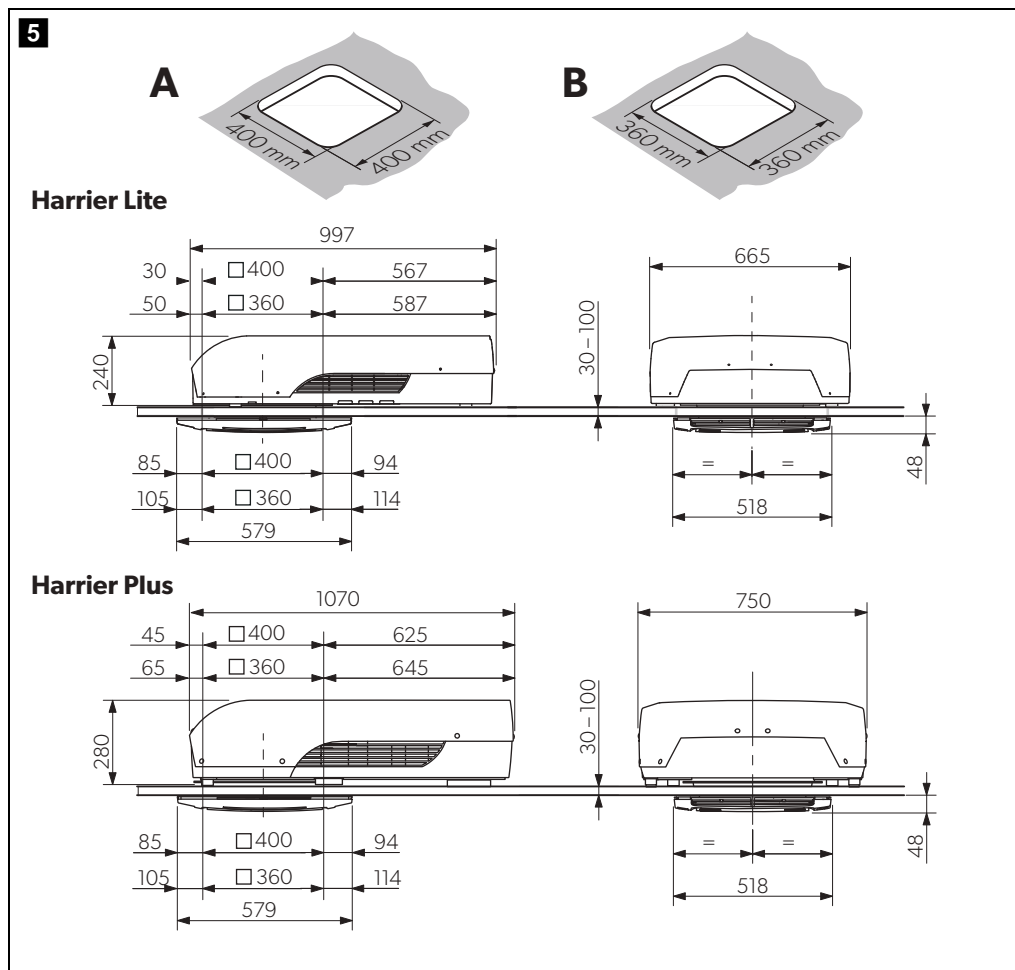 5
A B
400 mm 400 mm 360 mm 360 mm
Harrier Lite
997
665
30 □400 567
50 □360 587
30–100
240
85 □400 94
= =
48
105 □360 114
518
579
Harrier Plus
1070
750
45 □400 625
65 □360 645
30–100
280
85 □400 94
= =
48
105 □360 114
518
579